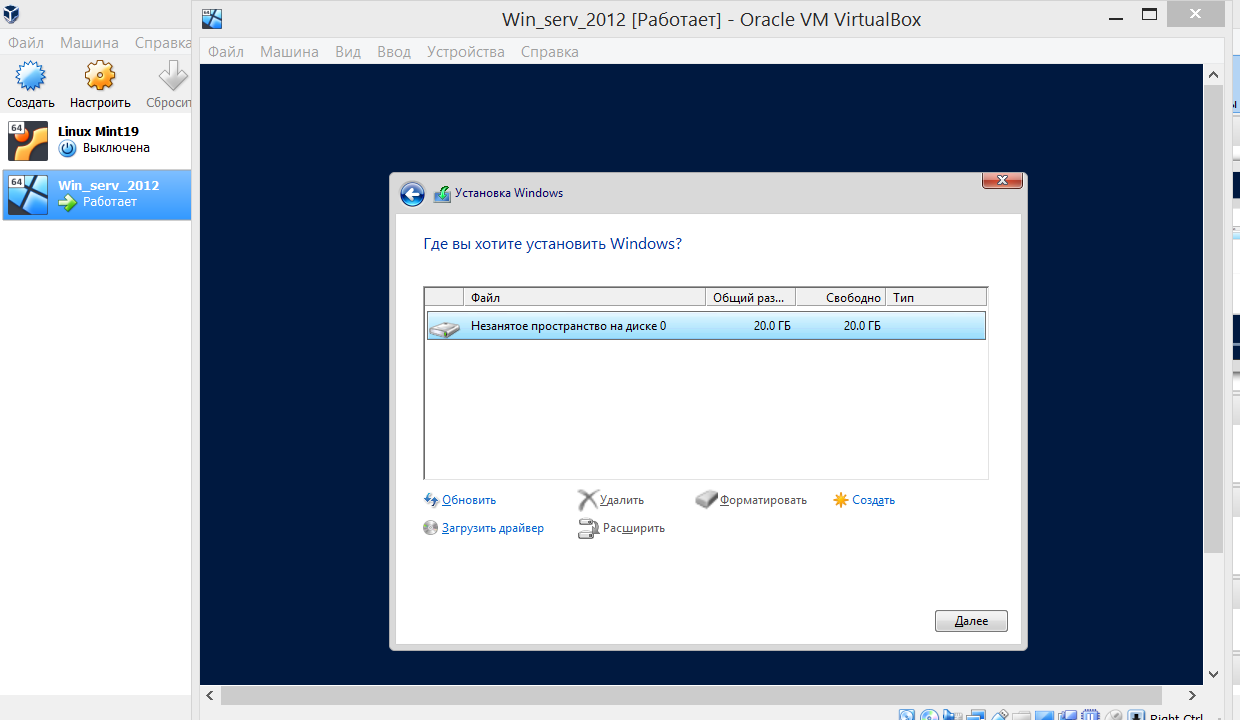 Win_serv_2012 [Работает] - Oracle VM VirtualBox
Файл Машина Справка
Файл Машина Вид Ввод Устройства Справка
Создать Настроить Сбросит
64
Linux Mint19
Выключена
64
Win_serv_2012
Работает
Установка Windows
Где вы хотите установить Windows?
Файл Общий раз... Свободно Тип
Незанятое пространство на диске 0 20.0 ГБ 20.0 ГБ
Обновить Удалить Форматировать Создать
Загрузить драйвер Расширить
Далее
Right Ctrl